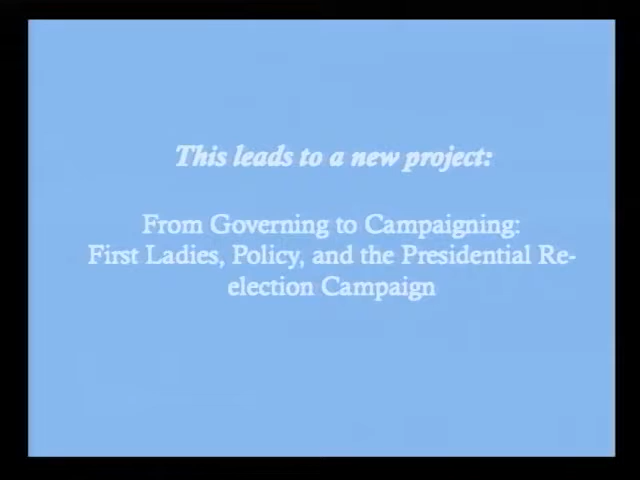 This leads to a new project:
From Governing to Campaigning:
First Ladies, Policy, and the Presidential Re-
election Campaign